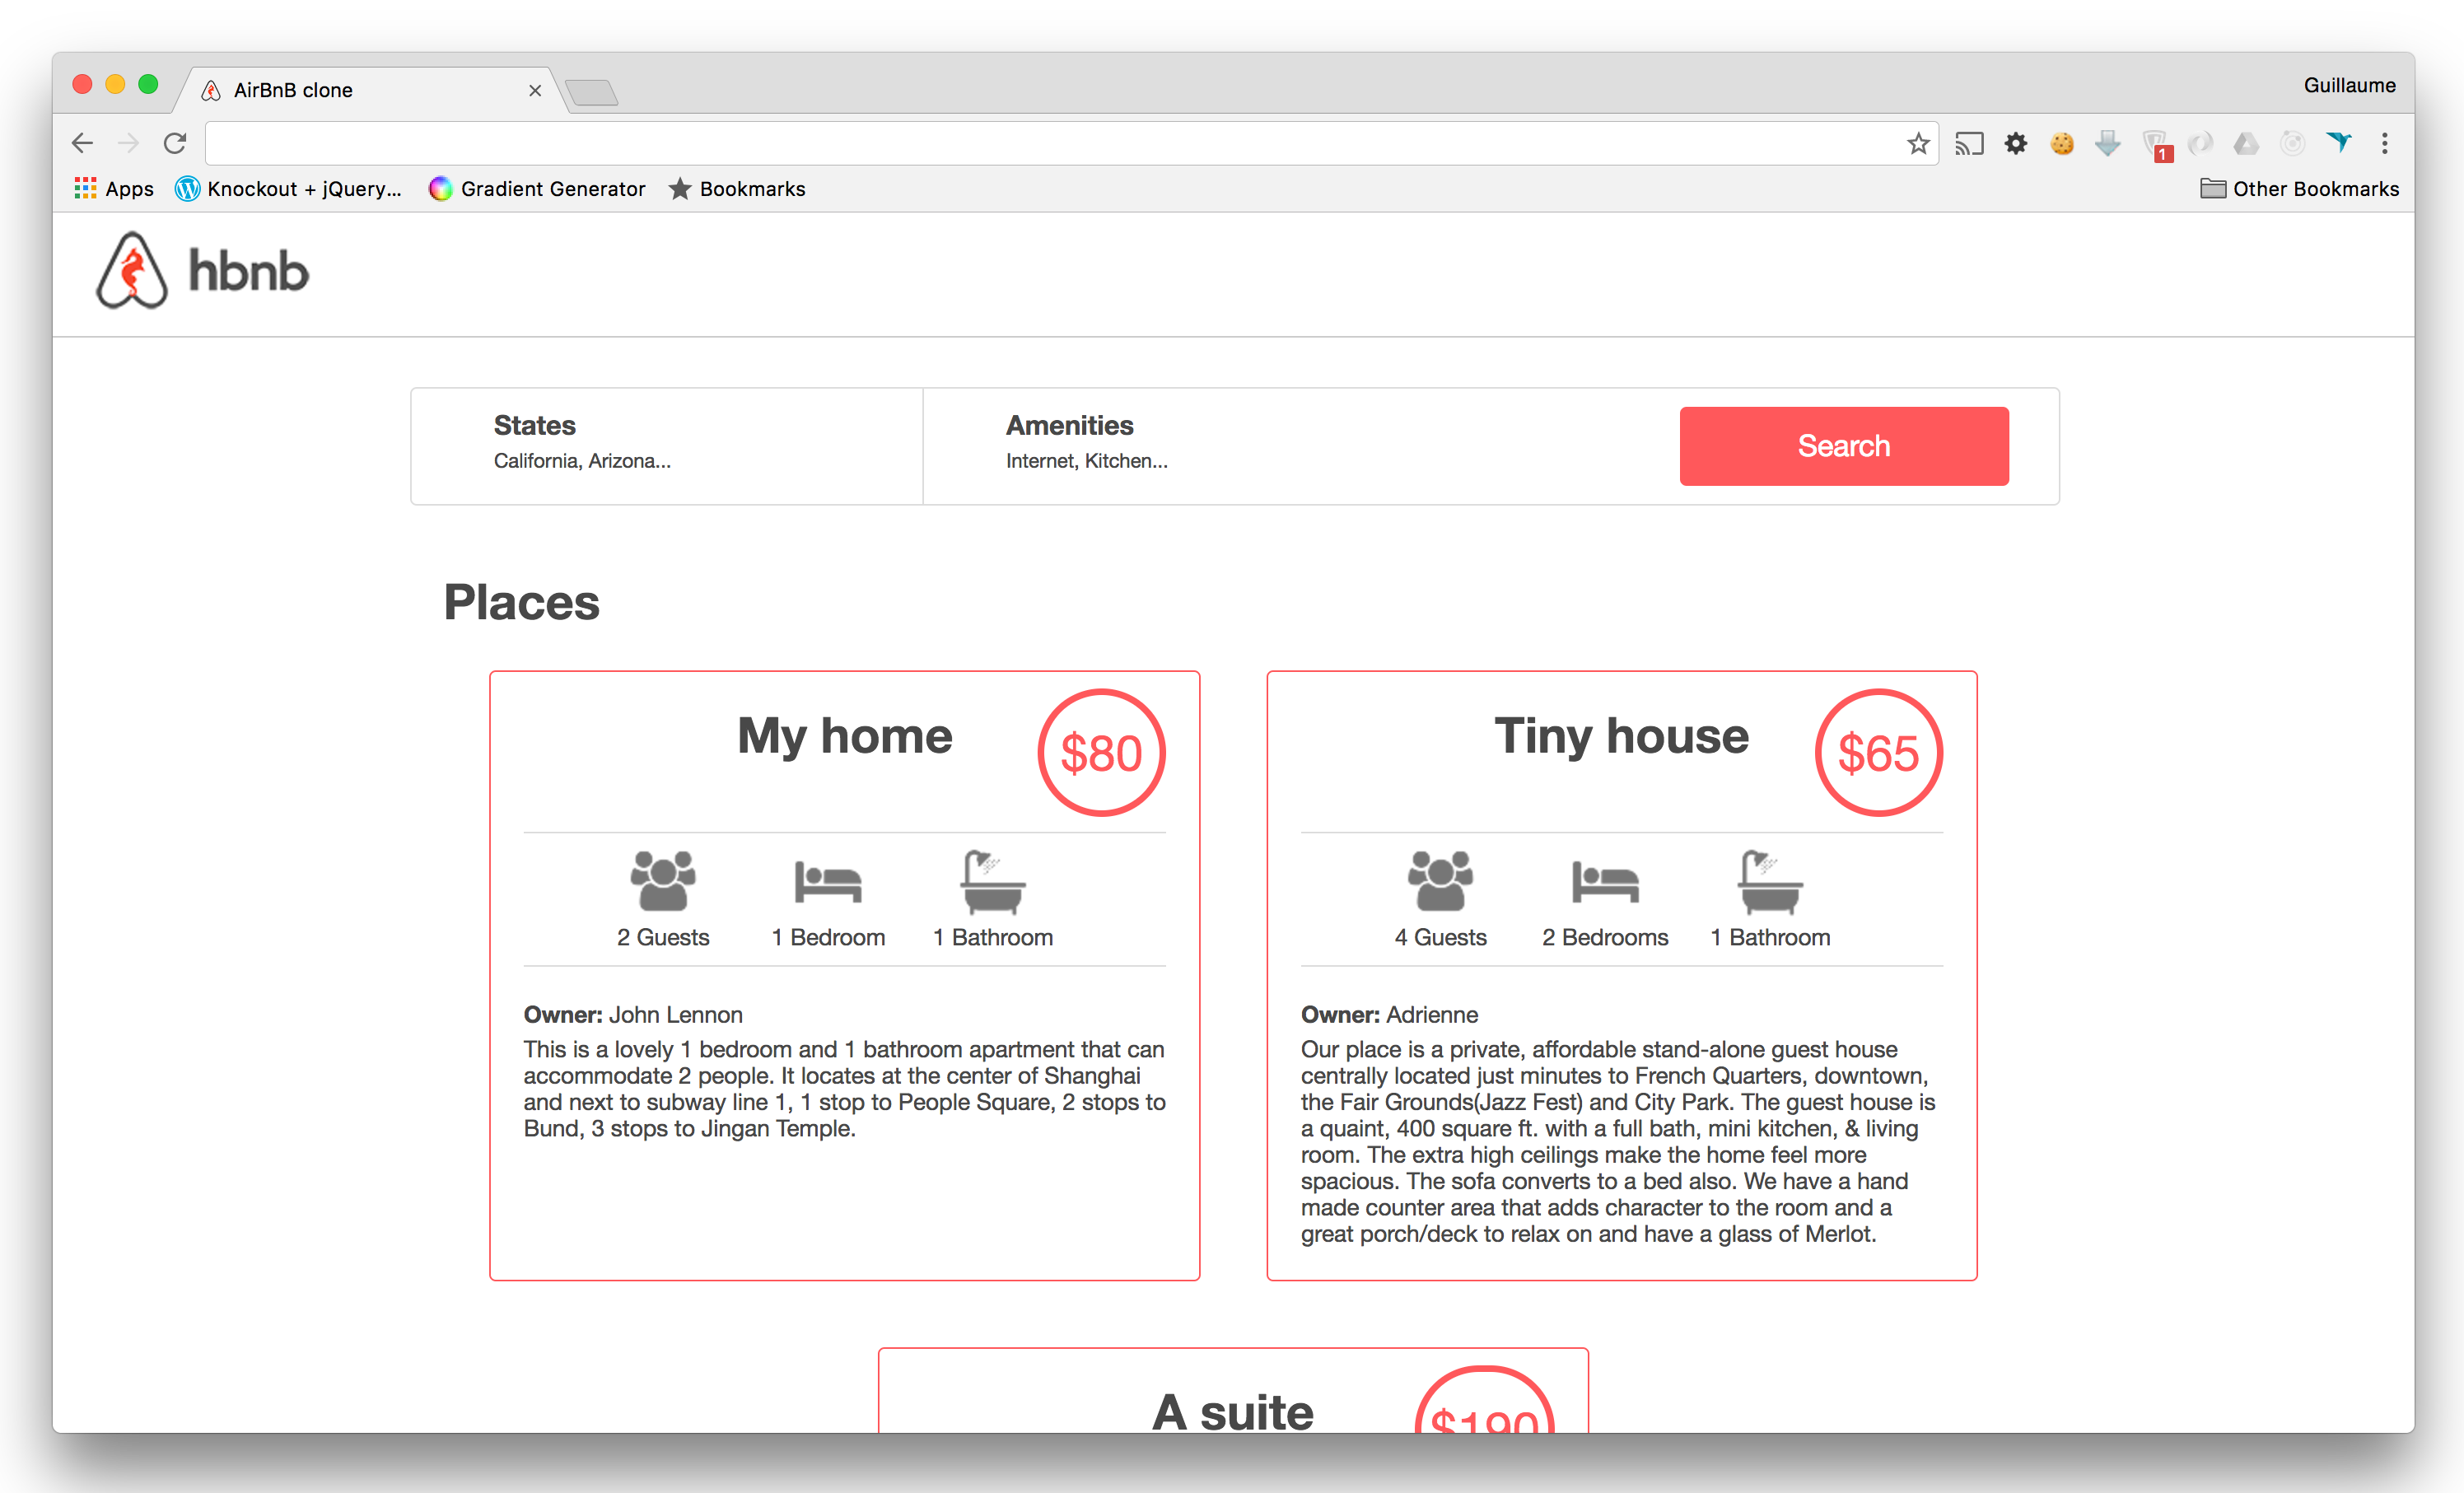 AirBnB clone
Guillaume
1
Apps Knockout + jQuery... Gradient Generator Bookmarks Other Bookmarks
hbnb
States
California, Arizona...
Amenities
Internet, Kitchen...
Search
Places
My home
$80
2 Guests 1 Bedroom 1 Bathroom
Owner: John Lennon
This is a lovely 1 bedroom and 1 bathroom apartment that can
accommodate 2 people. It locates at the center of Shanghai
and next to subway line 1, 1 stop to People Square, 2 stops to
Bund, 3 stops to Jingan Temple.
Tiny house
$65
4 Guests 2 Bedrooms 1 Bathroom
Owner: Adrienne
Our place is a private, affordable stand-alone guest house
centrally located just minutes to French Quarters, downtown,
the Fair Grounds(Jazz Fest) and City Park. The guest house is
a quaint, 400 square ft. with a full bath, mini kitchen, & living
room. The extra high ceilings make the home feel more
spacious. The sofa converts to a bed also. We have a hand
made counter area that adds character to the room and a
great porch/deck to relax on and have a glass of Merlot.
A suite
$190